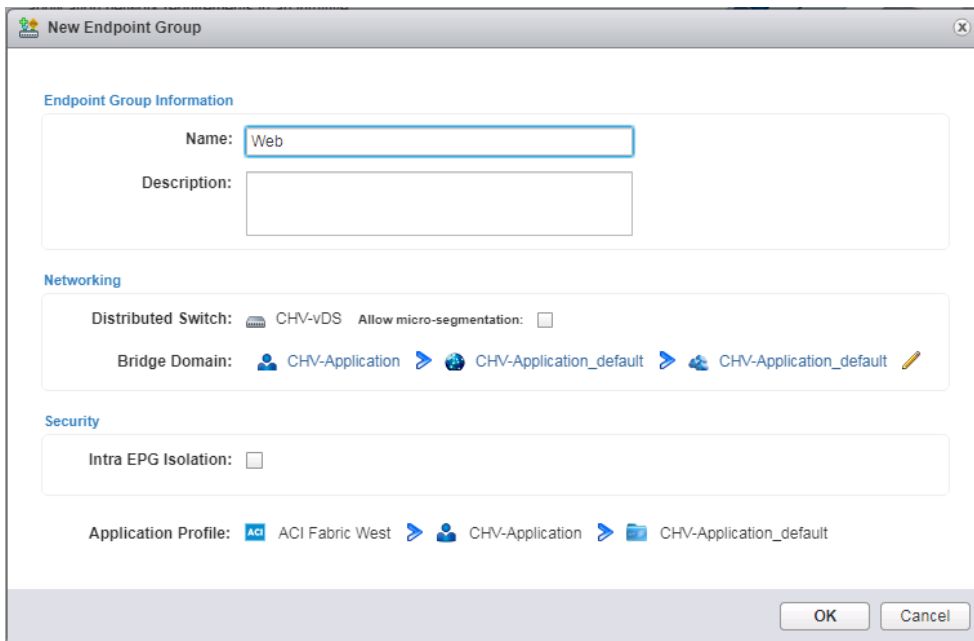 New Endpoint Group
Endpoint Group Information
Name: Web
Description:
Networking
Distributed Switch: CHV-vDS Allow micro-segmentation:
Bridge Domain: CHV-Application CHV-Application_default CHV-Application_default
Security
Intra EPG Isolation:
Application Profile: ACI ACI Fabric West CHV-Application CHV-Application_default
OK Cancel